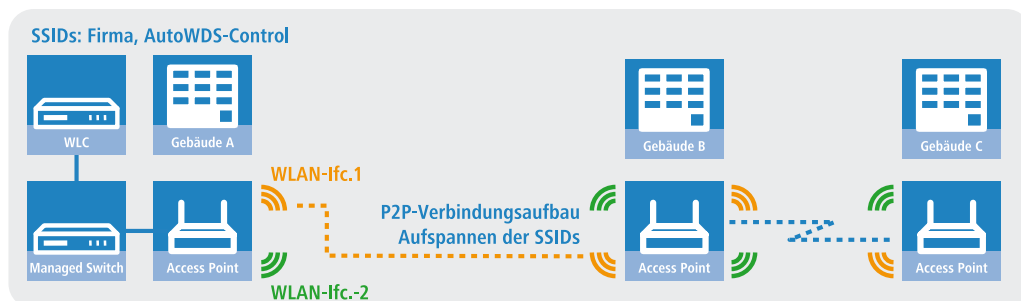 SSIDs: Firma, AutoWDS-Control
WLC
Gebäude A
Gebäude B
Gebäude C
WLAN-Ifc.1
P2P-Verbindungsaufbau
Aufspannen der SSIDs
Managed Switch
Access Point
Access Point
Access Point
WLAN-Ifc.-2